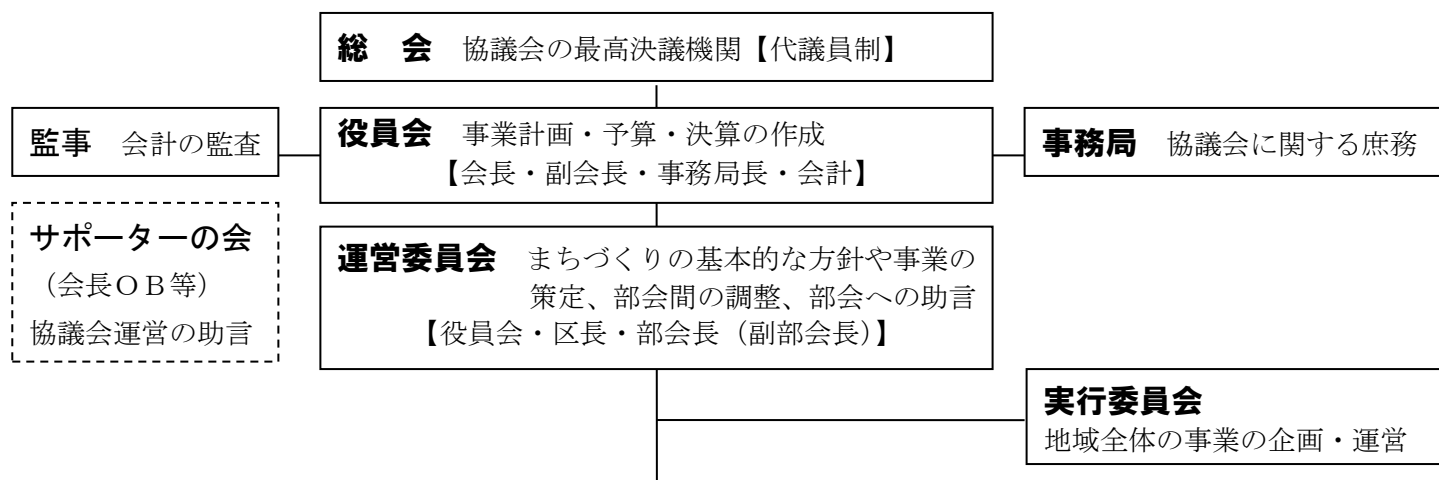 総　会　協議会の最高決議機関【代議員制】
監事　会計の監査
役員会　事業計画・予算・決算の作成
【会長・副会長・事務局長・会計】
事務局　協議会に関する庶務
サポーターの会
（会長ＯＢ等）
協議会運営の助言
運営委員会　まちづくりの基本的な方針や事業の
策定、部会間の調整、部会への助言
【役員会・区長・部会長（副部会長）】
実行委員会
地域全体の事業の企画・運営